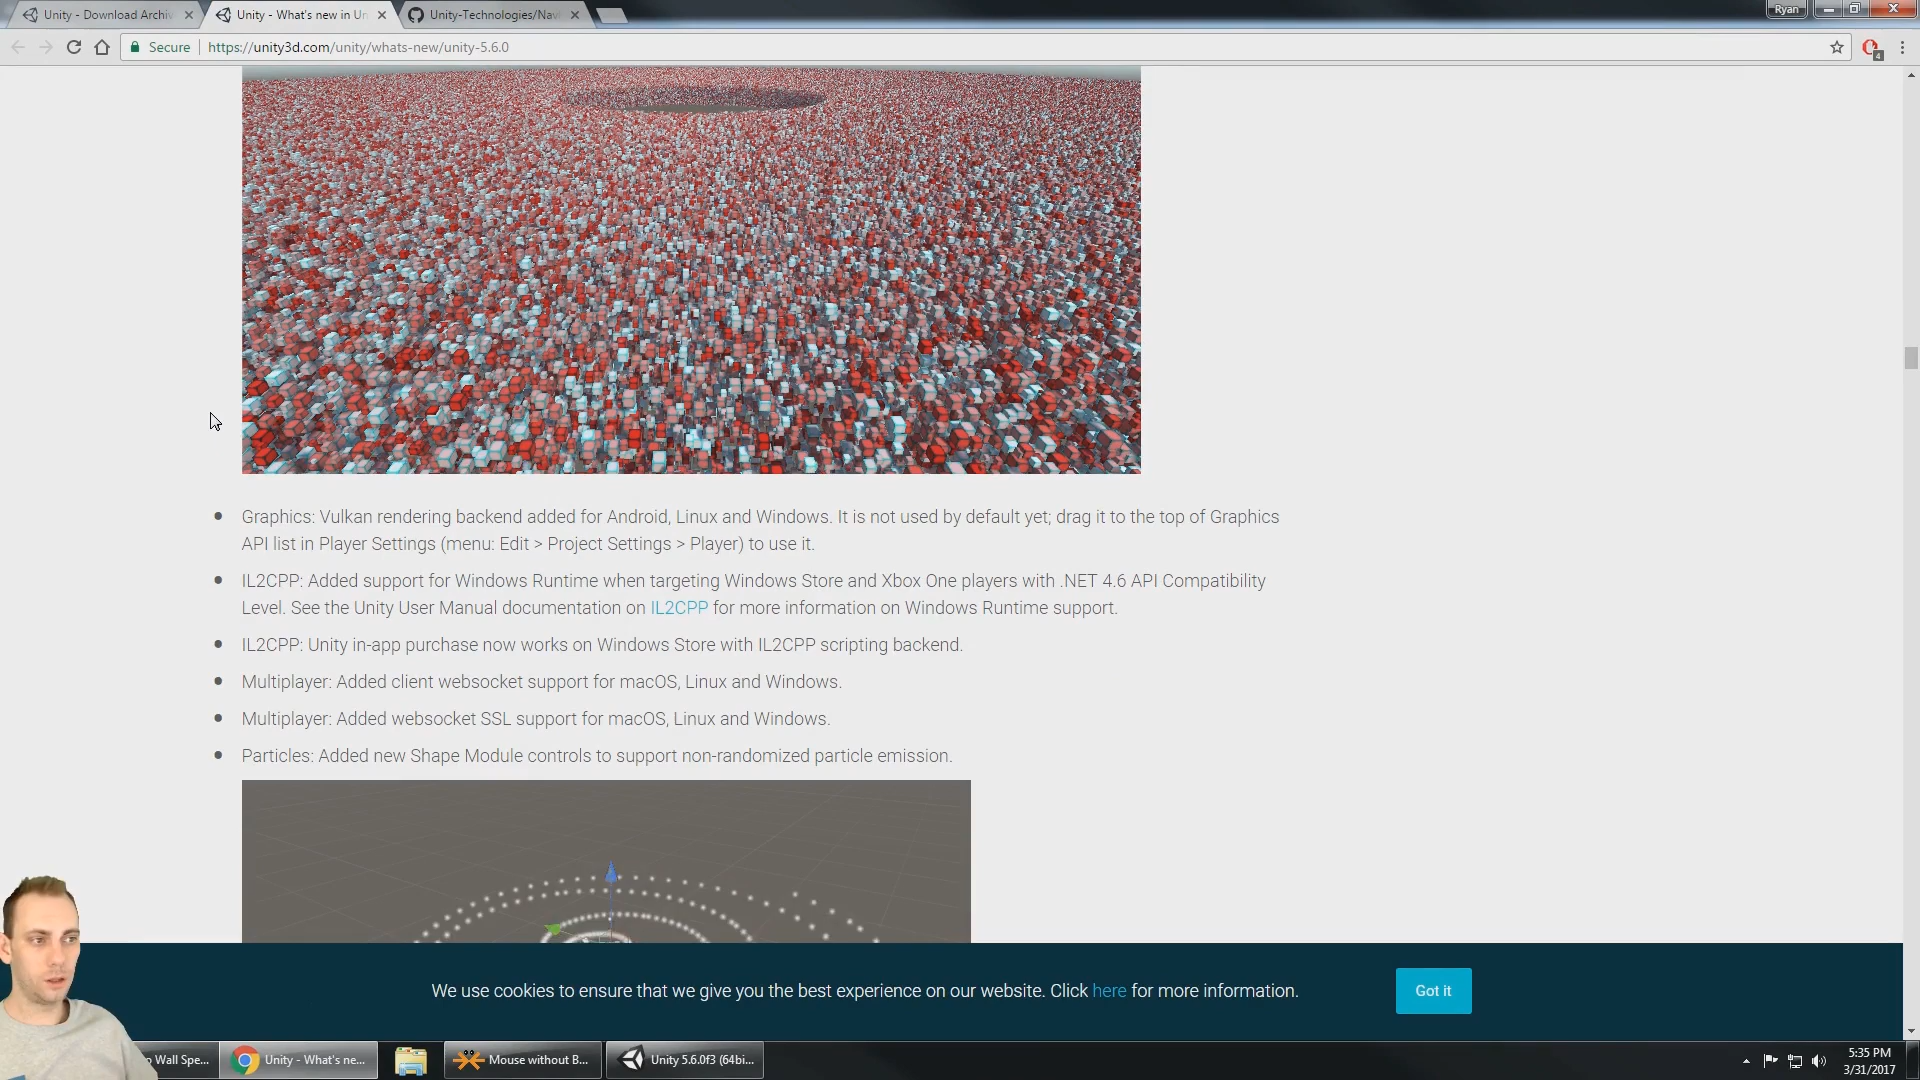 Unity - Download Archiv
Unity - What's new in Un
Unity-Technologies/Nav
Ryan
Secure
https://unity3d.com/unity/whats-new/unity-5.6.0
4
Graphics: Vulkan rendering backend added for Android, Linux and Windows. It is not used by default yet; drag it to the top of Graphics
API list in Player Settings (menu: Edit > Project Settings > Player) to use it.
IL2CPP: Added support for Windows Runtime when targeting Windows Store and Xbox One players with .NET 4.6 API Compatibility
Level. See the Unity User Manual documentation on IL2CPP for more information on Windows Runtime support.
IL2CPP: Unity in-app purchase now works on Windows Store with IL2CPP scripting backend.
Multiplayer: Added client websocket support for macOS, Linux and Windows.
Multiplayer: Added websocket SSL support for macOS, Linux and Windows.
Particles: Added new Shape Module controls to support non-randomized particle emission.
We use cookies to ensure that we give you the best experience on our website. Click here for more information.
Got it
o Wall Spe...
Unity - What's ne...
Mouse without B...
Unity 5.6.0f3 (64bi...
5:35 PM
3/31/2017